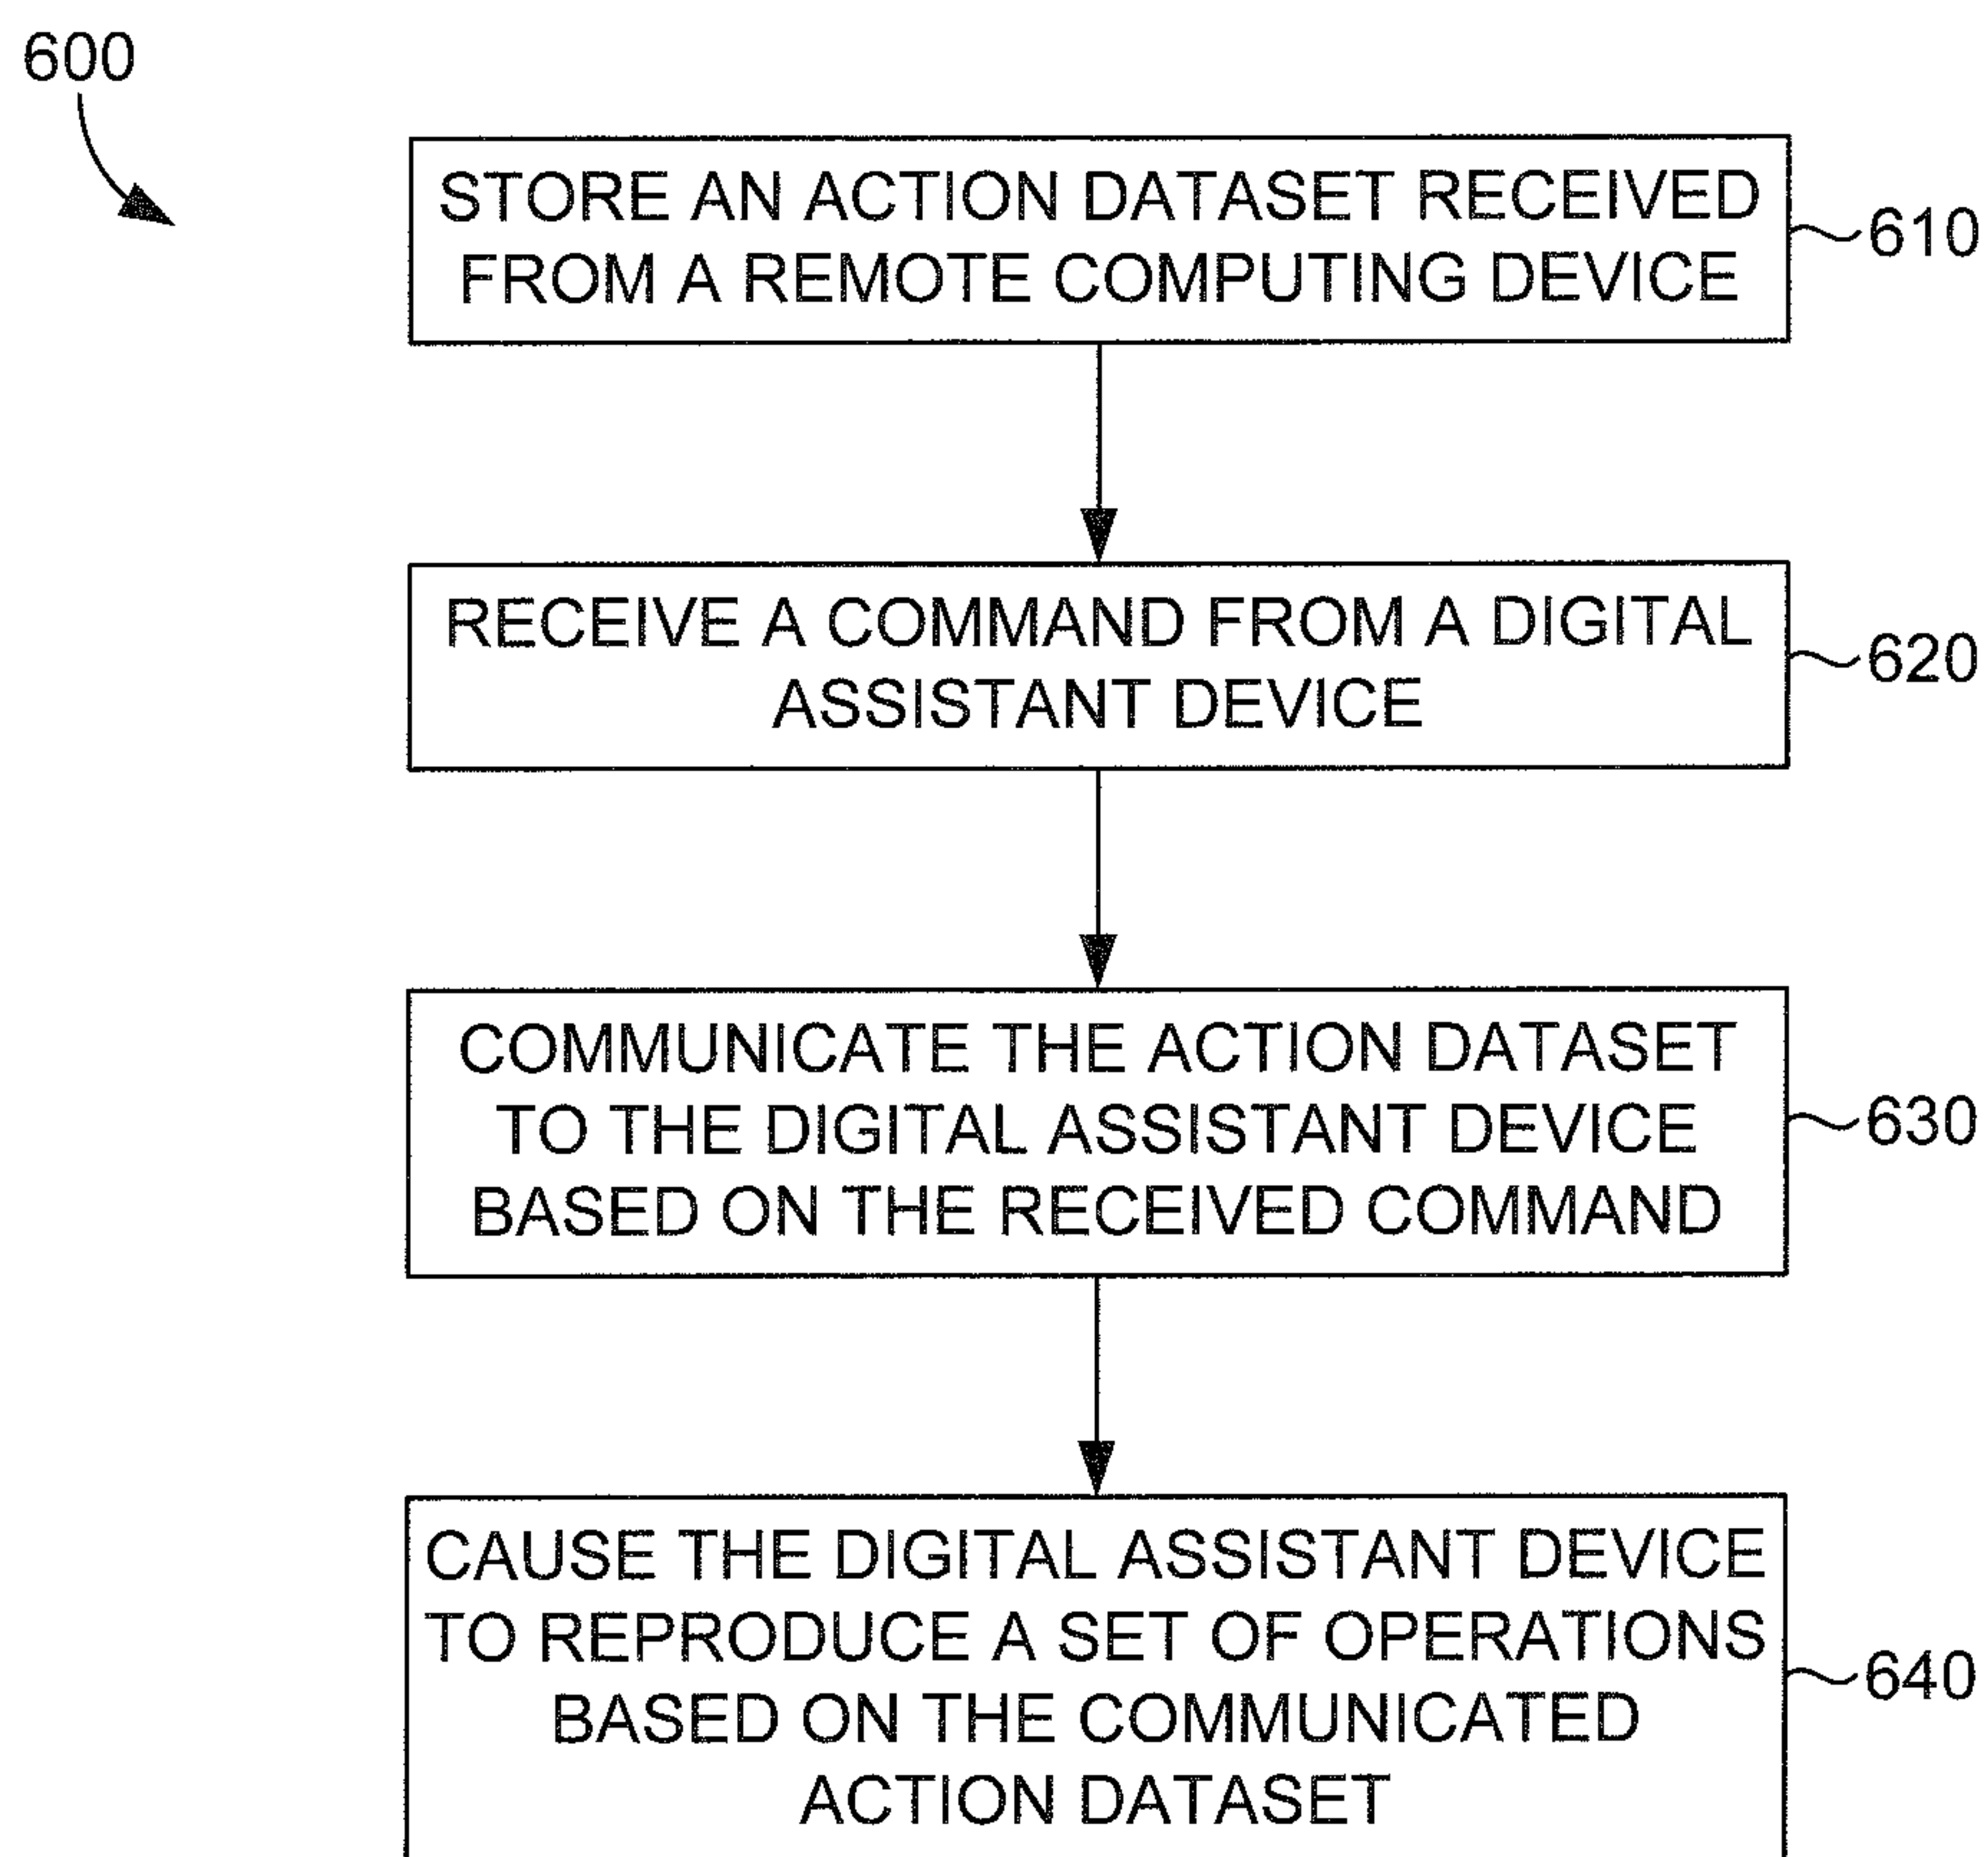 600
STORE AN ACTION DATASET RECEIVED
FROM A REMOTE COMPUTING DEVICE
610
RECEIVE A COMMAND FROM A DIGITAL
ASSISTANT DEVICE
620
COMMUNICATE THE ACTION DATASET
TO THE DIGITAL ASSISTANT DEVICE
BASED ON THE RECEIVED COMMAND
630
CAUSE THE DIGITAL ASSISTANT DEVICE
TO REPRODUCE A SET OF OPERATIONS
BASED ON THE COMMUNICATED
ACTION DATASET
640